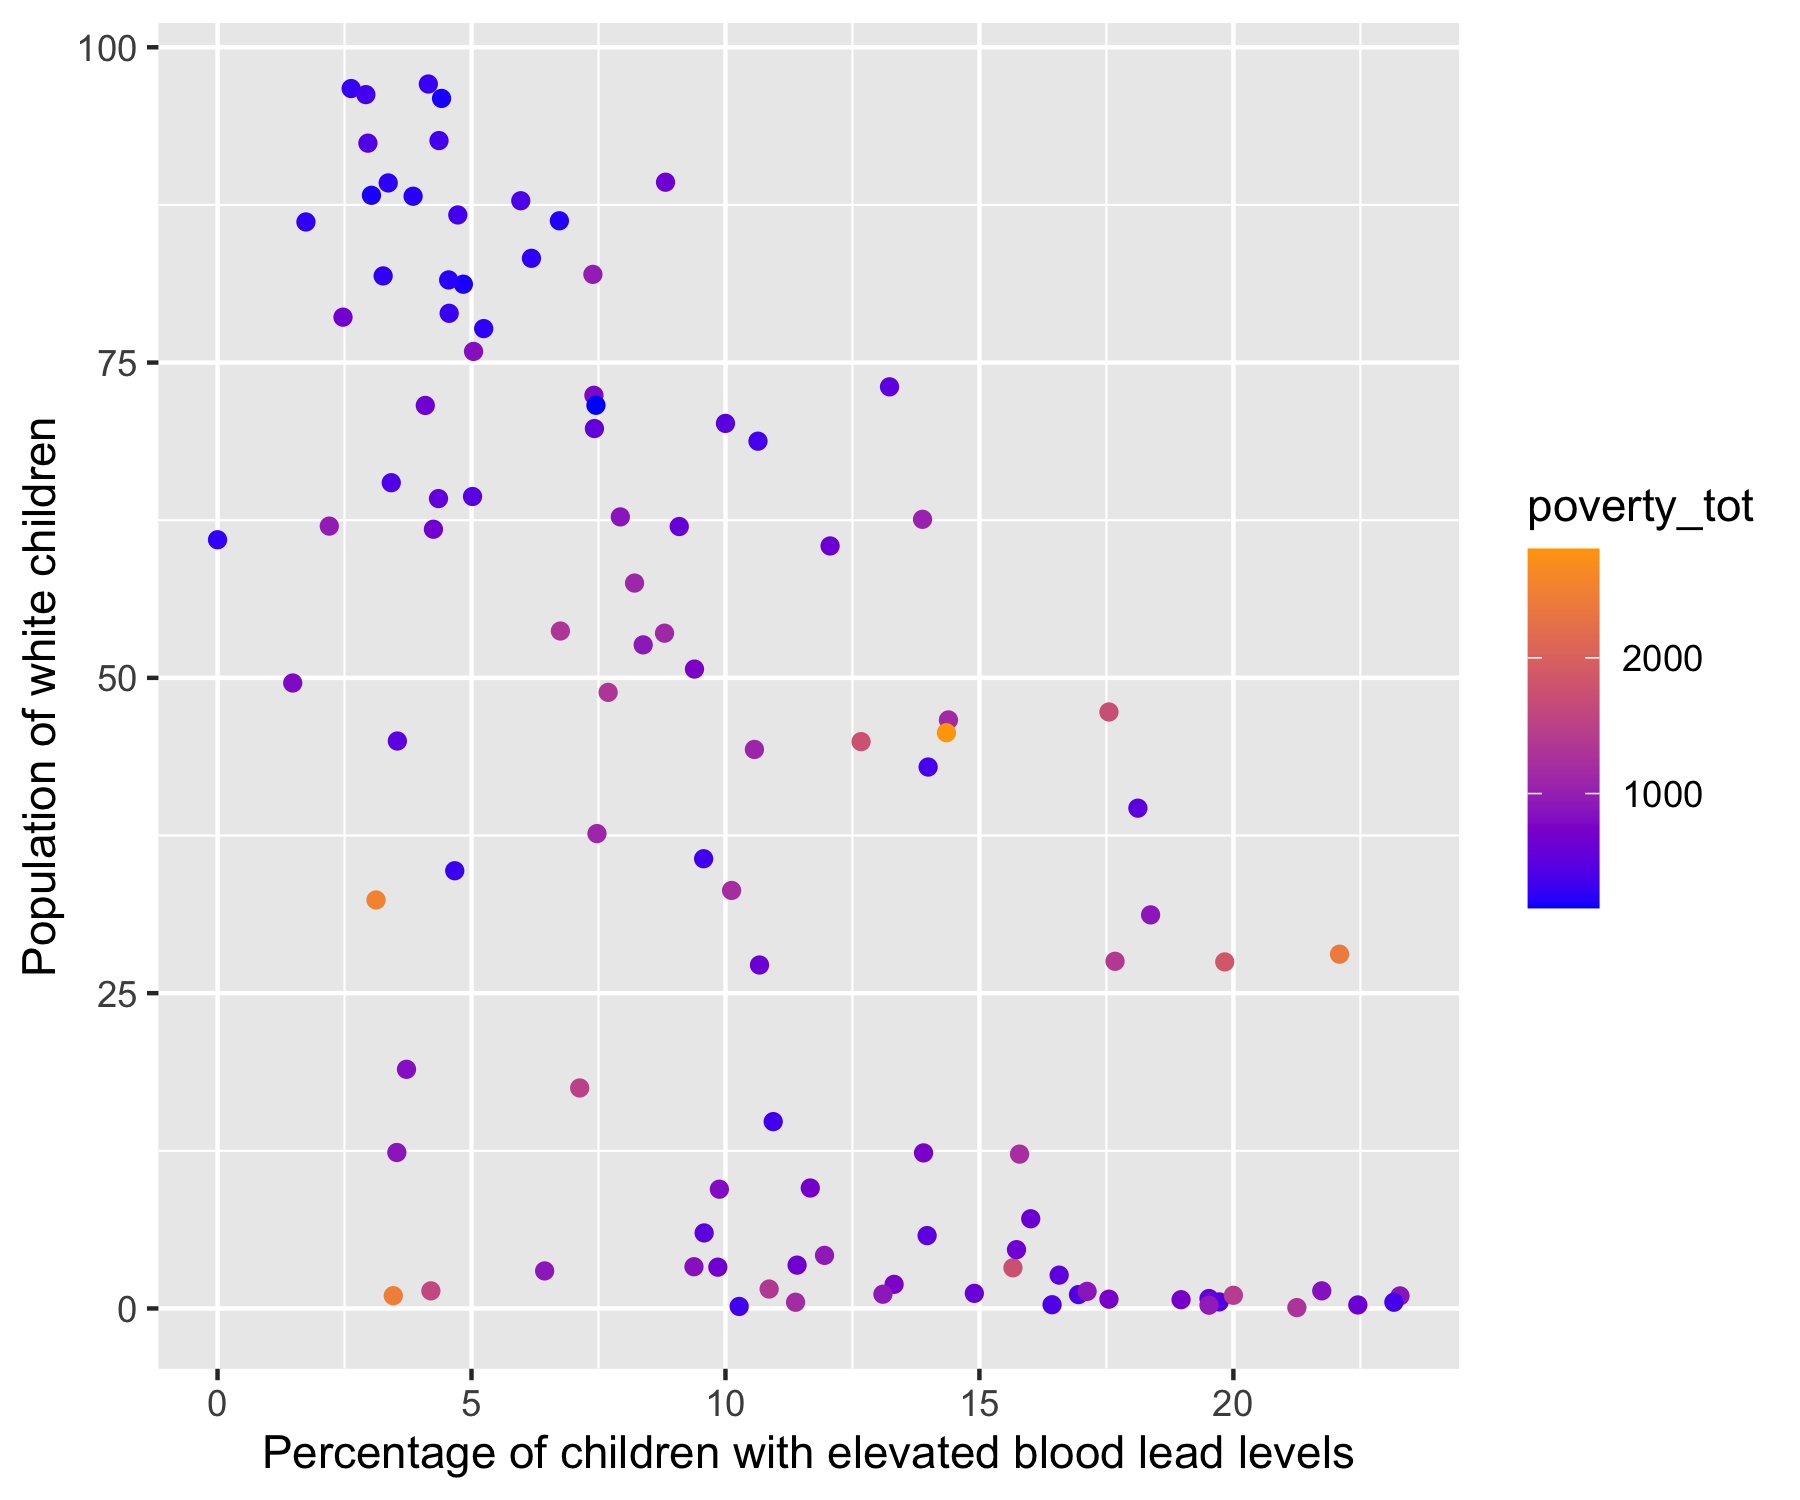 100
75
50
25
0
Population of white children
0 5 10 15 20
Percentage of children with elevated blood lead levels
poverty_tot
2000
1000